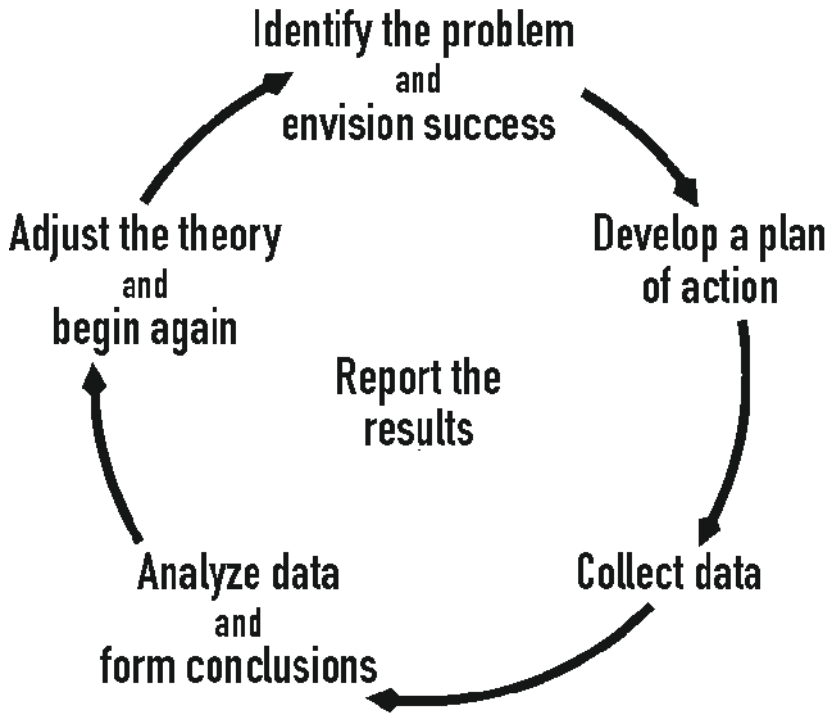 Identify the problem
and
envision success
Develop a plan
of action
Collect data
Analyze data
and
form conclusions
Adjust the theory
and
begin again
Report the
results